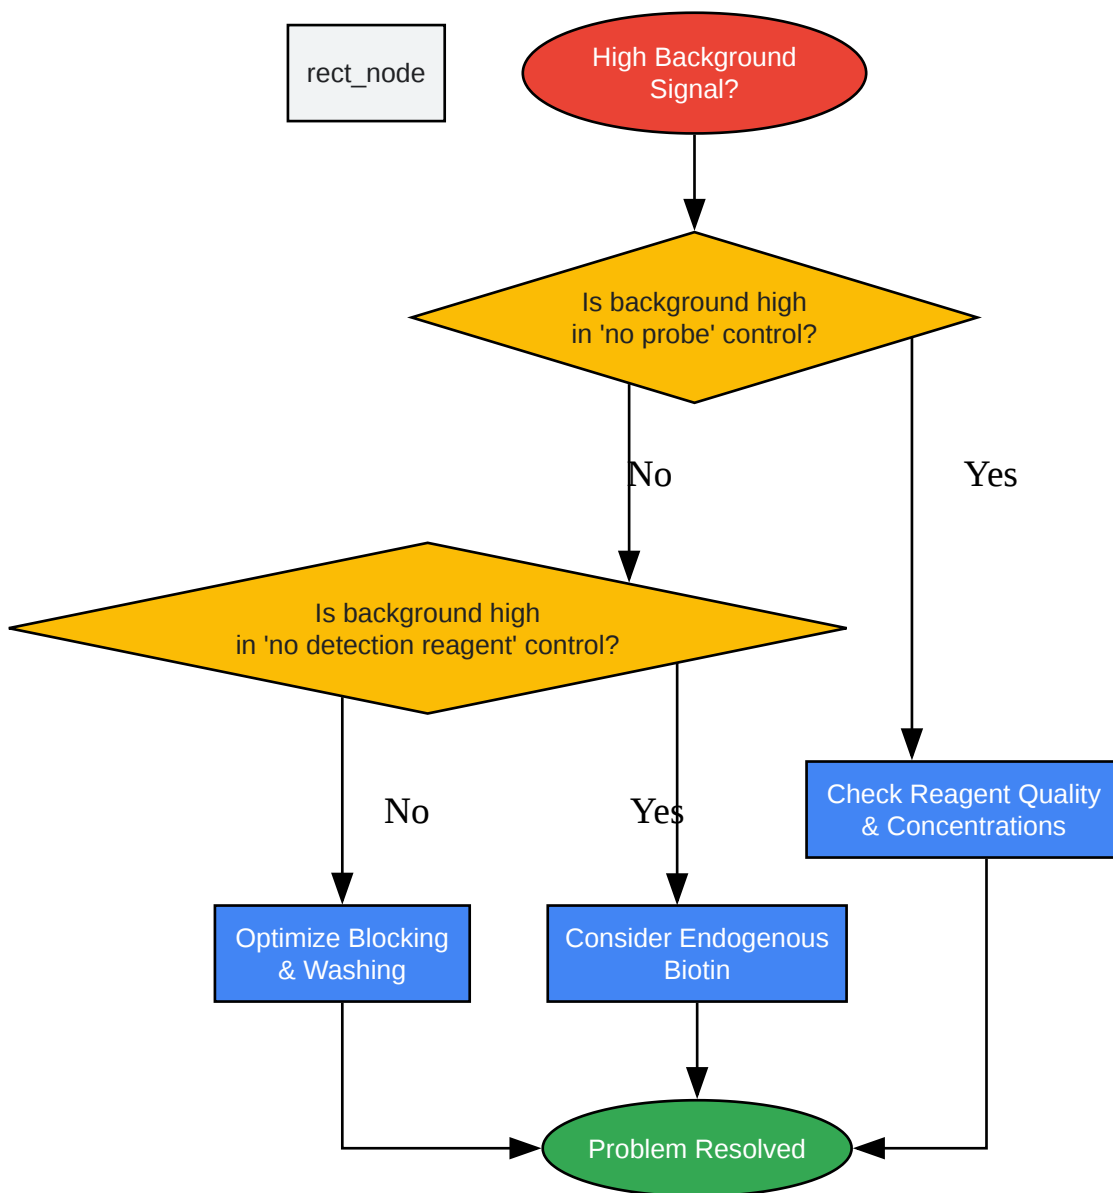 rect_node
High Background
Signal?
Is background high
in 'no probe' control?
No
Yes
Is background high
in 'no detection reagent' control?
No
Yes
Check Reagent Quality
& Concentrations
Optimize Blocking
& Washing
Consider Endogenous
Biotin
Problem Resolved